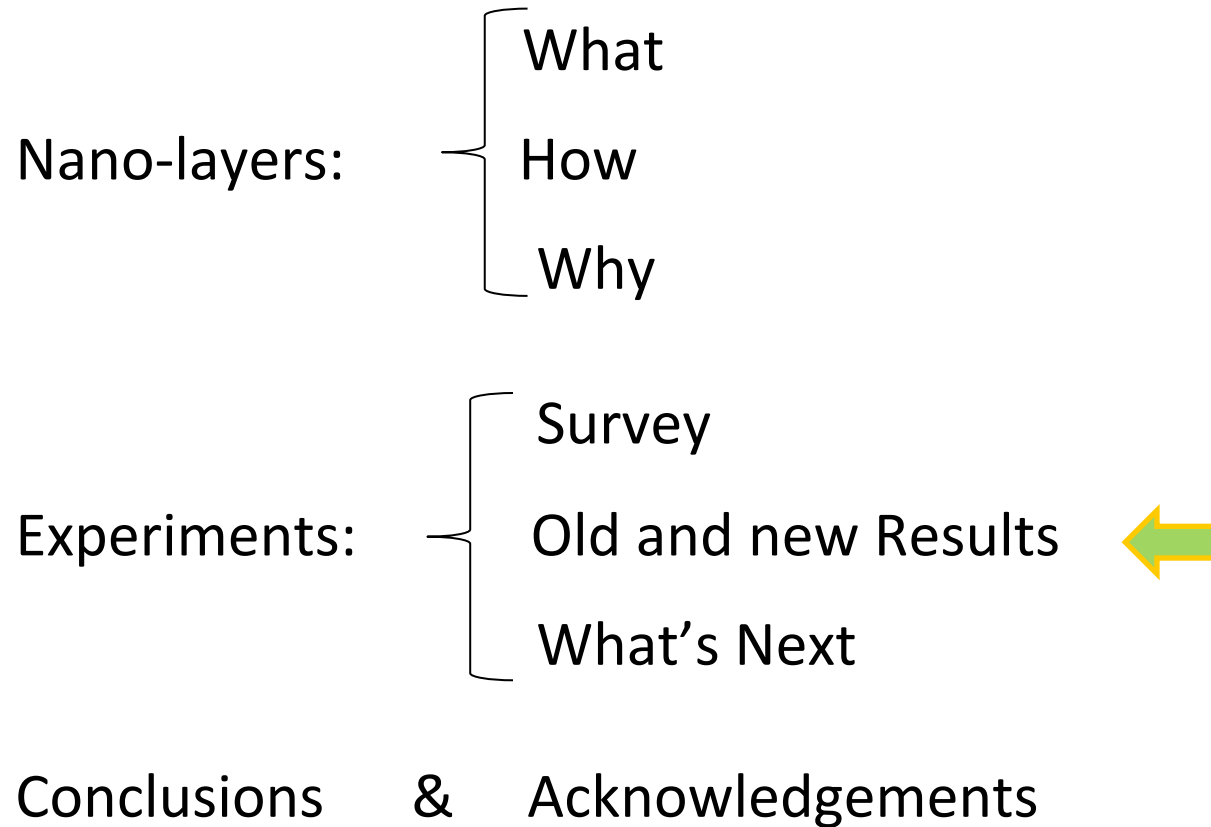 What
Nano-layers: How
Why
Survey
Experiments: Old and new Results
What’s Next
Conclusions & Acknowledgements